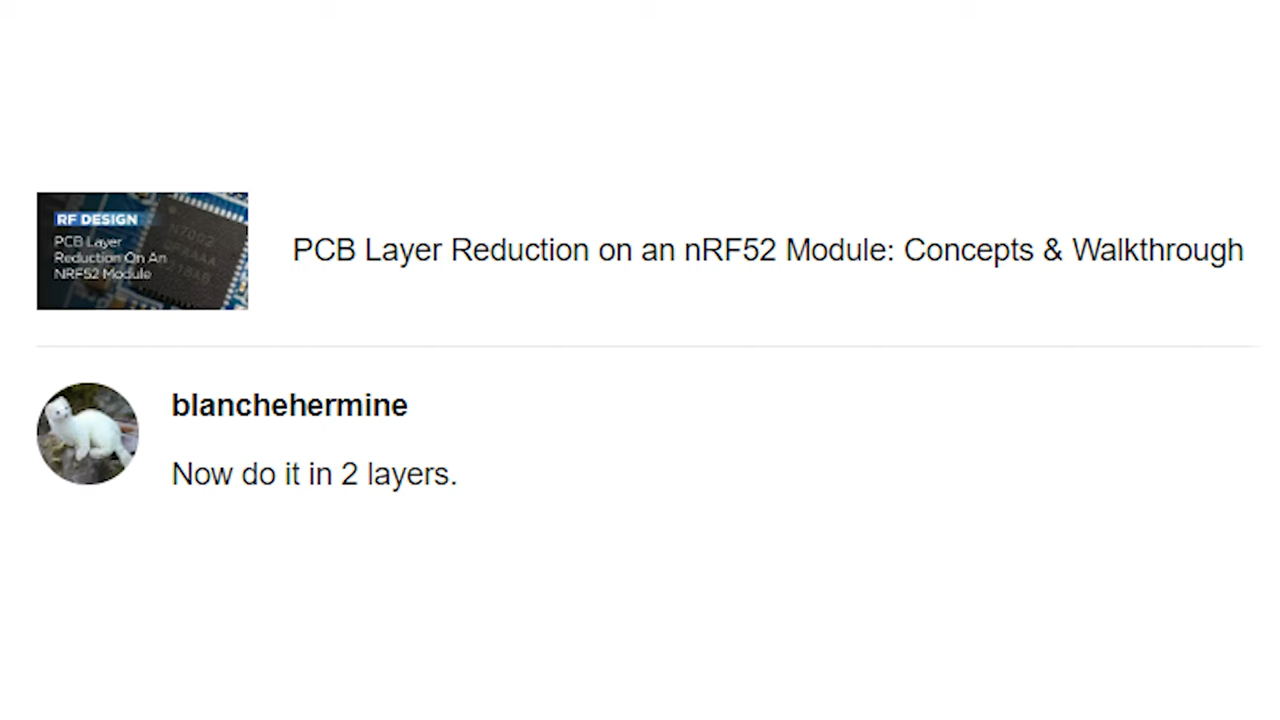 RF DESIGN
PCB Layer
Reduction On An
NRF52 Module
PCB Layer Reduction on an nRF52 Module: Concepts & Walkthrough
blanchehermine
Now do it in 2 layers.